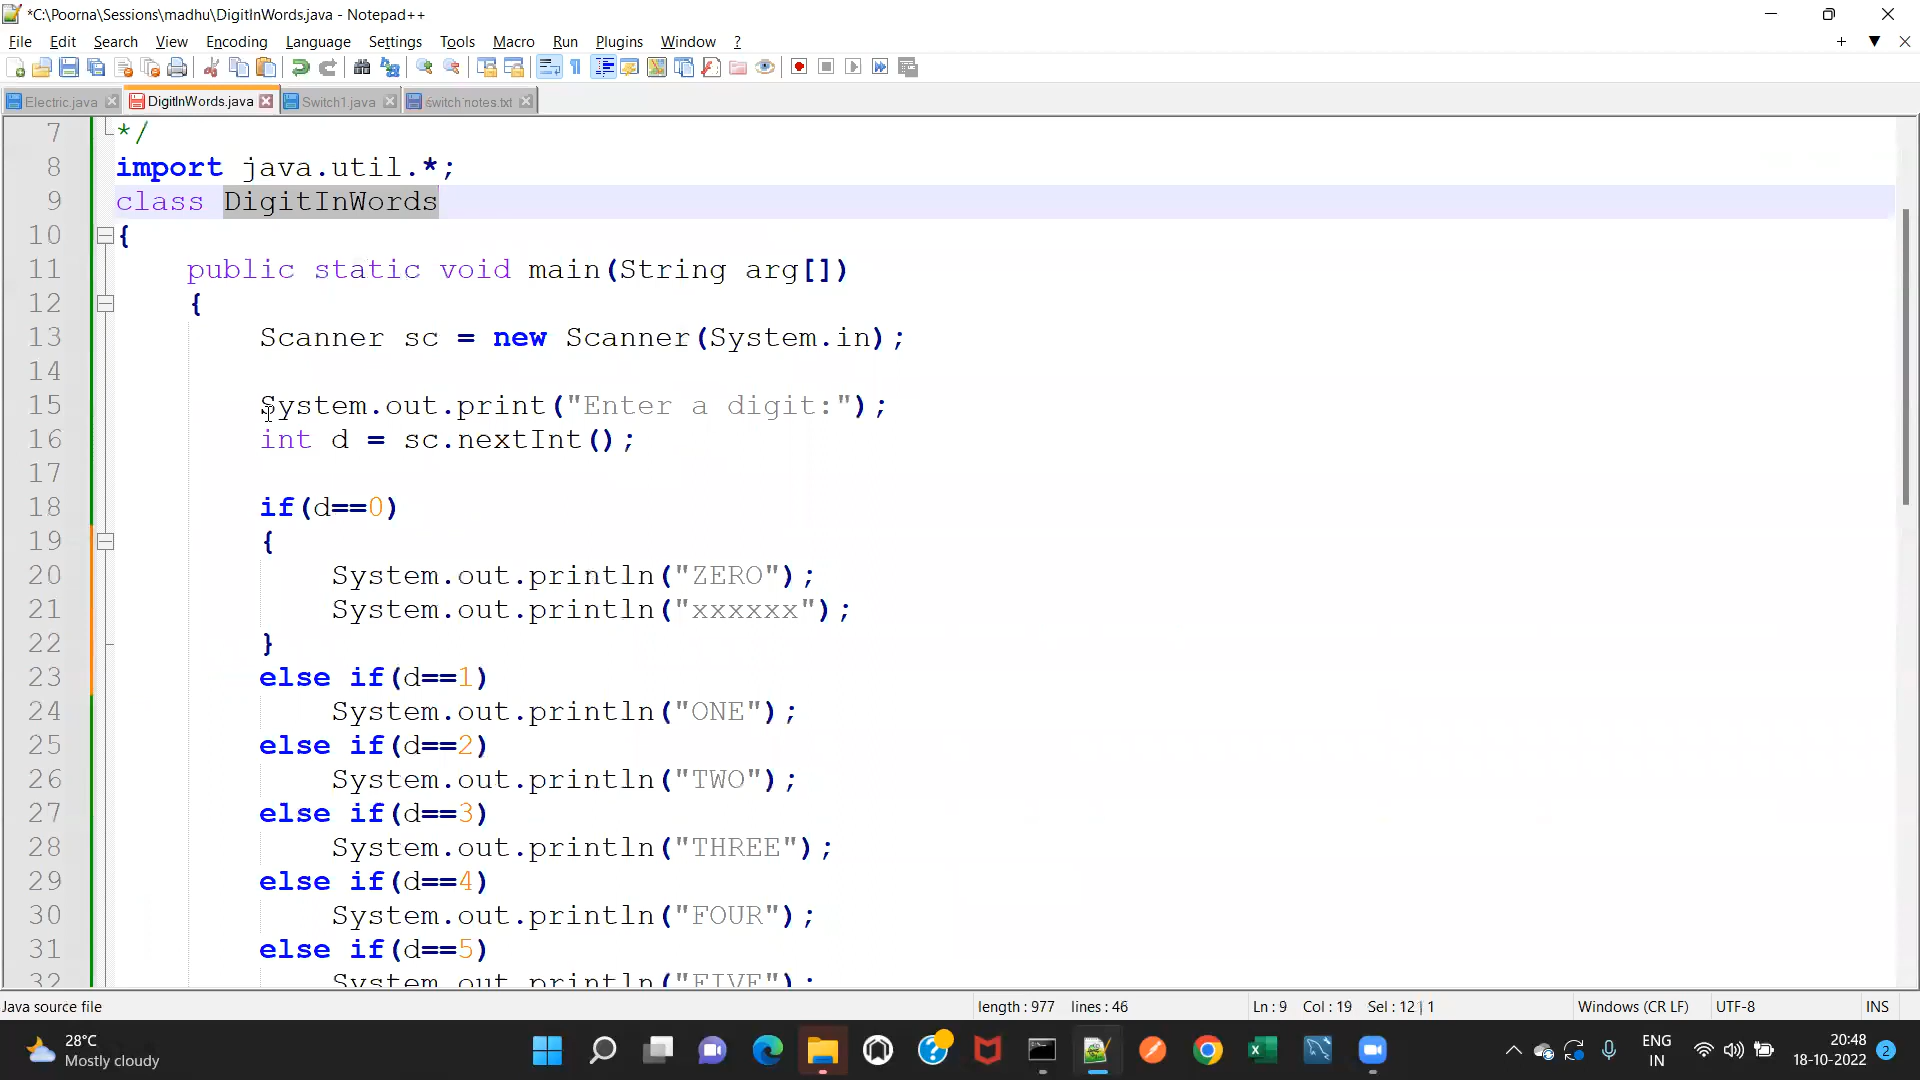 *C:\Poorna\Sessions\madhu\DigitInWords.java - Notepad++
File Edit Search View Encoding Language Settings Tools Macro Run Plugins Window ?
Electric.java DigitInWords.java Switch1.java switch notes.txt
7 */
8 import java.util.*;
9 class DigitInWords
10 {
11 public static void main(String arg[])
12 {
13 Scanner sc = new Scanner(System.in);
14
15 System.out.print("Enter a digit:");
16 int d = sc.nextInt();
17
18 if(d==0)
19 {
20 System.out.println("ZERO");
21 System.out.println("xxxxxx");
22 }
23 else if(d==1)
24 System.out.println("ONE");
25 else if(d==2)
26 System.out.println("TWO");
27 else if(d==3)
28 System.out.println("THREE");
29 else if(d==4)
30 System.out.println("FOUR");
31 else if(d==5)
32 System.out.println("FIVE");
Java source file length : 977 lines : 46 Ln : 9 Col : 19 Sel : 12 | 1 Windows (CR LF) UTF-8 INS
28°C
Mostly cloudy
ENG
IN
20:48
18-10-2022
2